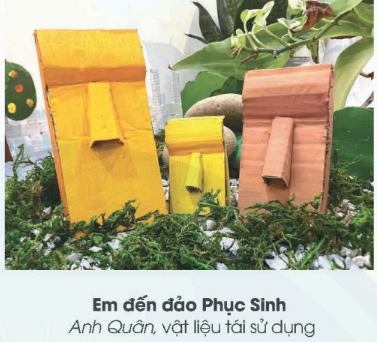 Em đến đảo Phục Sinh
Anh Quân, vật liệu tái sử dụng